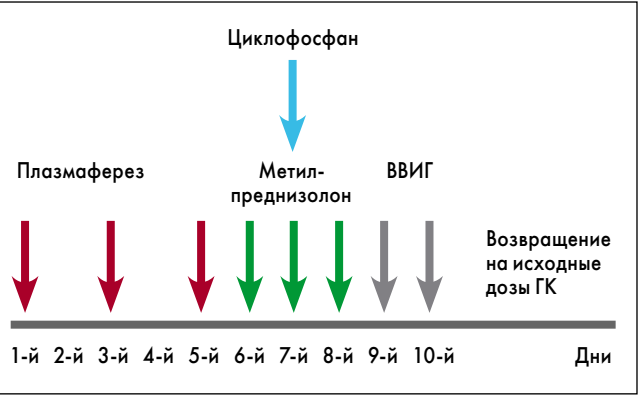 Циклофосфан
Плазмаферез
Метил-
преднизолон
ВВИГ
Возвращение
на исходные
дозы ГК
1-й 2-й 3-й 4-й 5-й 6-й 7-й 8-й 9-й 10-й Дни